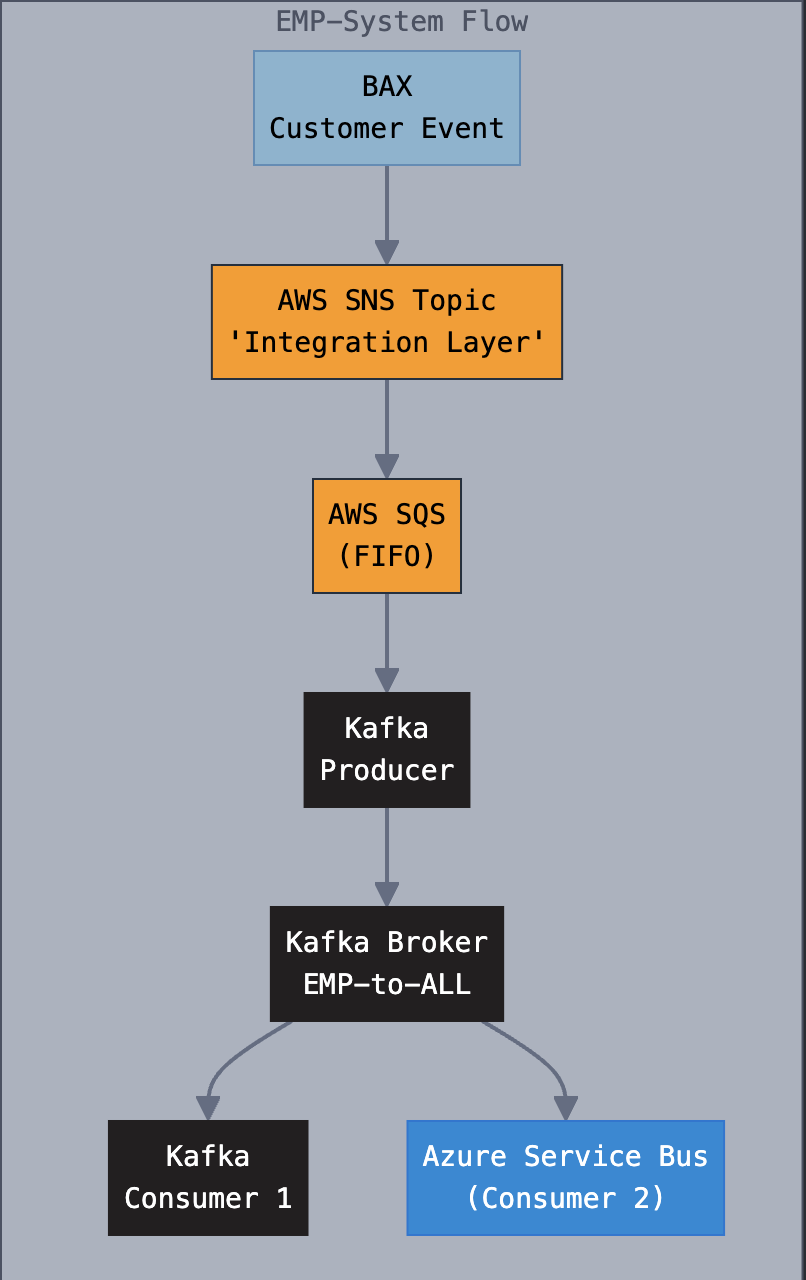 EMP-System Flow
BAX
Customer Event
AWS SNS Topic
'Integration Layer'
AWS SQS
(FIFO)
Kafka
Producer
Kafka Broker
EMP-to-ALL
Kafka
Consumer 1
Azure Service Bus
(Consumer 2)